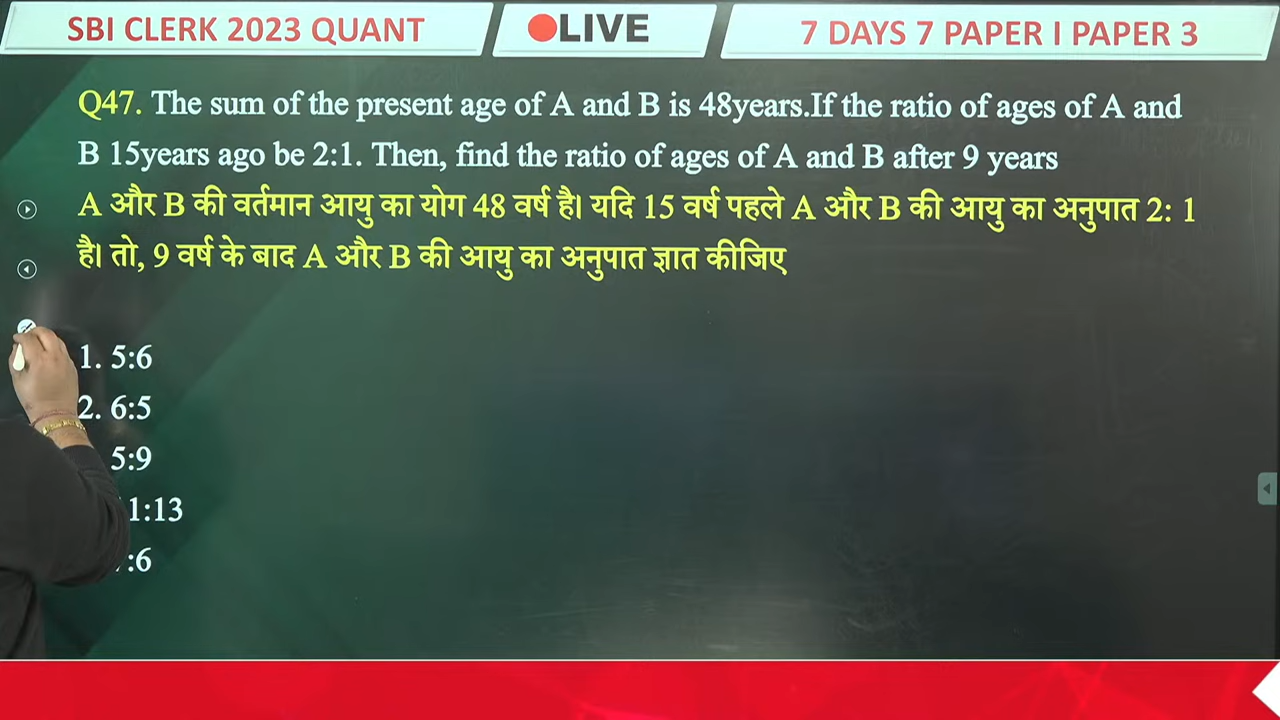 SBI CLERK 2023 QUANT
LIVE
7 DAYS 7 PAPER I PAPER 3
Q47. The sum of the present age of A and B is 48years.If the ratio of ages of A and
B 15years ago be 2:1. Then, find the ratio of ages of A and B after 9 years
A और B की वर्तमान आयु का योग 48 वर्ष है। यदि 15 वर्ष पहले A और B की आयु का अनुपात 2: 1
है। तो, 9 वर्ष के बाद A और B की आयु का अनुपात ज्ञात कीजिए
1. 5:6
2. 6:5
5:9
1:13
:6